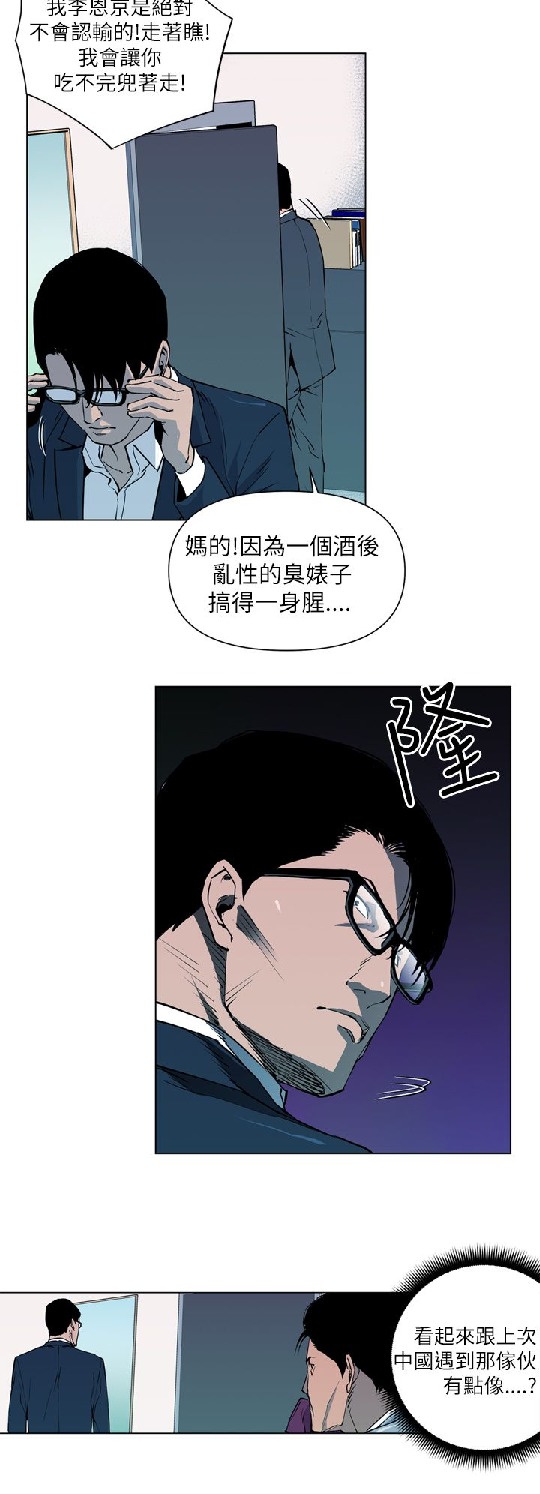 我李恩京是絕對
不會認輸的!走著瞧!
我會讓你
吃不完兜著走!
媽的!因為一個酒後
亂性的臭婊子
搞得一身腥....
隆
看起來跟上次
中國遇到那傢伙
有點像....?